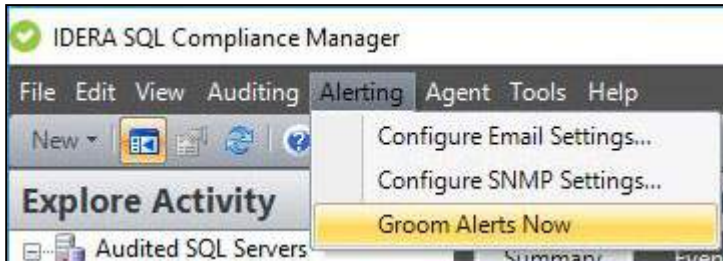 IDERA SQL Compliance Manager
File Edit View Auditing Alerting Agent Tools Help
New
Configure Email Settings...
Configure SNMP Settings...
Explore Activity
Groom Alerts Now
Audited SQL Servers
Summary